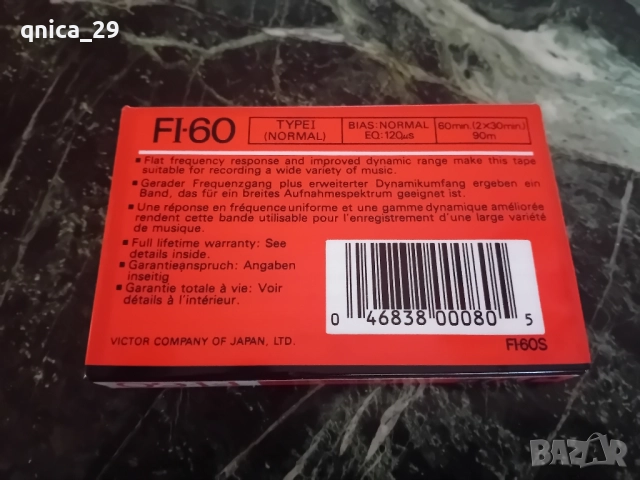 qnica_29
FI-60
TYPE I
(NORMAL)
BIAS: NORMAL
EQ: 120µs
60min. (2×30min.)
90m
▪ Flat frequency response and improved dynamic range make this tape
suitable for recording a wide variety of music.
▪ Gerader Frequenzgang plus erweiterter Dynamikumfang ergeben ein
Band, das für ein breites Aufnahmespektrum geeignet ist.
▪ Une réponse en fréquence uniforme et une gamme dynamique améliorée
rendent cette bande utilisable pour l'enregistrement d'une large variété
de musique.
▪ Full lifetime warranty: See
details inside.
▪ Garantieanspruch: Angaben
inseitig
▪ Garantie totale à vie: Voir
détails à l'intérieur.
0 46838 00080 5
VICTOR COMPANY OF JAPAN, LTD.
FI-60S
BAZAR